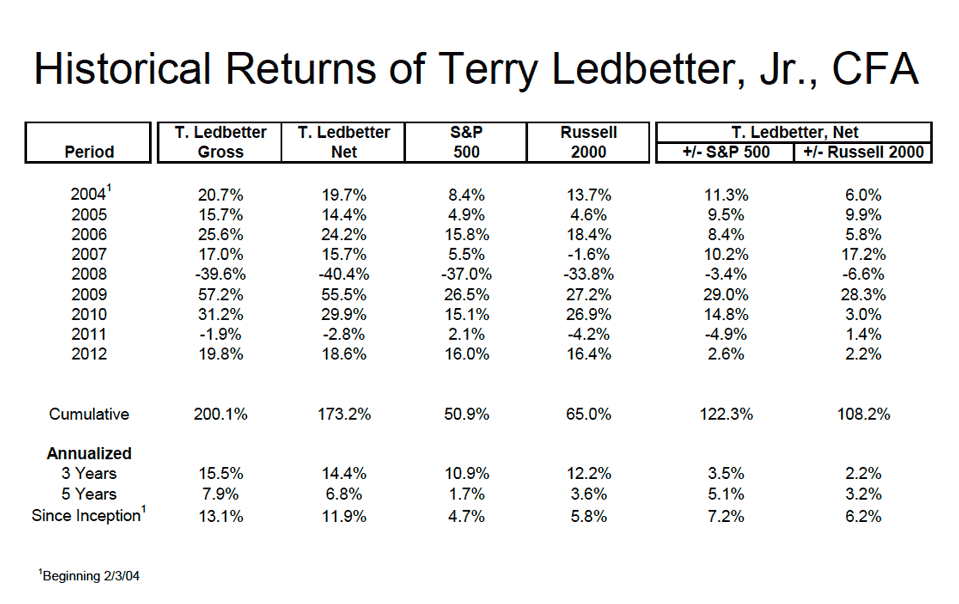 Historical Returns of Terry Ledbetter, Jr., CFA
T. Ledbetter T. Ledbetter S&P Russell T. Ledbetter, Net
Period Gross Net 500 2000 +/- S&P 500 +/- Russell 2000
2004¹ 20.7% 19.7% 8.4% 13.7% 11.3% 6.0%
2005 15.7% 14.4% 4.9% 4.6% 9.5% 9.9%
2006 25.6% 24.2% 15.8% 18.4% 8.4% 5.8%
2007 17.0% 15.7% 5.5% -1.6% 10.2% 17.2%
2008 -39.6% -40.4% -37.0% -33.8% -3.4% -6.6%
2009 57.2% 55.5% 26.5% 27.2% 29.0% 28.3%
2010 31.2% 29.9% 15.1% 26.9% 14.8% 3.0%
2011 -1.9% -2.8% 2.1% -4.2% -4.9% 1.4%
2012 19.8% 18.6% 16.0% 16.4% 2.6% 2.2%
Cumulative 200.1% 173.2% 50.9% 65.0% 122.3% 108.2%
Annualized
3 Years 15.5% 14.4% 10.9% 12.2% 3.5% 2.2%
5 Years 7.9% 6.8% 1.7% 3.6% 5.1% 3.2%
Since Inception¹ 13.1% 11.9% 4.7% 5.8% 7.2% 6.2%
¹Beginning 2/3/04